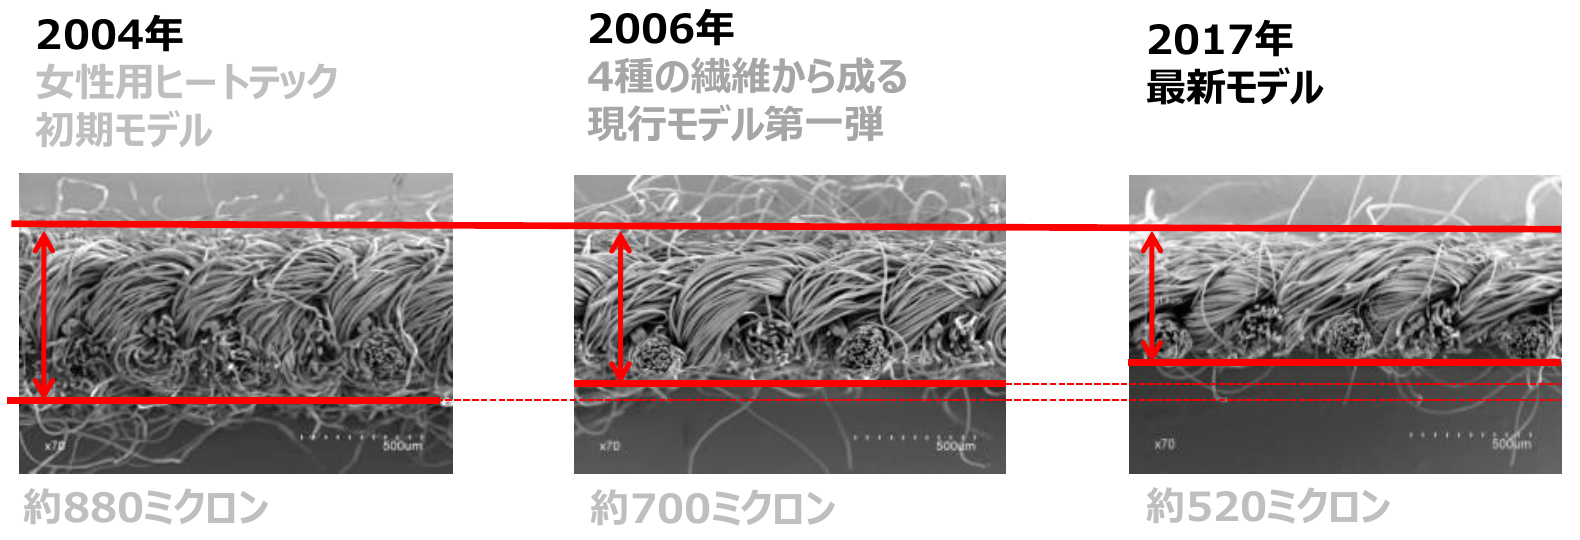 2004年
女性用ヒートテック
初期モデル
2006年
4種の繊維から成る
現行モデル第一弾
2017年
最新モデル
x70
500um
x70
500um
x70
500um
約880ミクロン
約700ミクロン
約520ミクロン